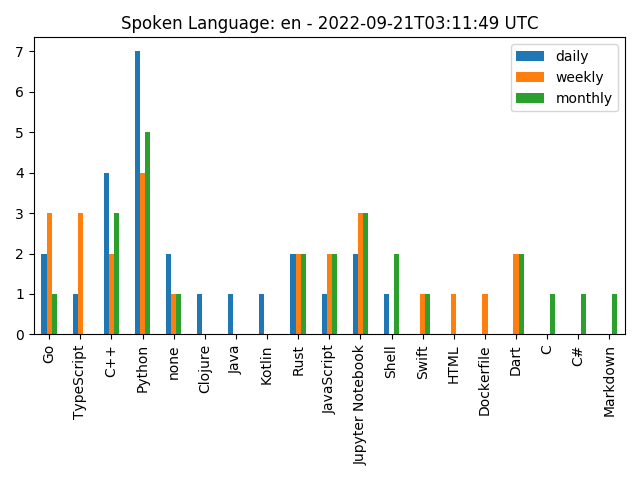 Spoken Language: en - 2022-09-21T03:11:49 UTC
daily
weekly
monthly
7
6
5
4
3
2
1
0
Go
TypeScript
C++
Python
none
Clojure
Java
Kotlin
Rust
JavaScript
Jupyter Notebook
Shell
Swift
HTML
Dockerfile
Dart
C
C#
Markdown